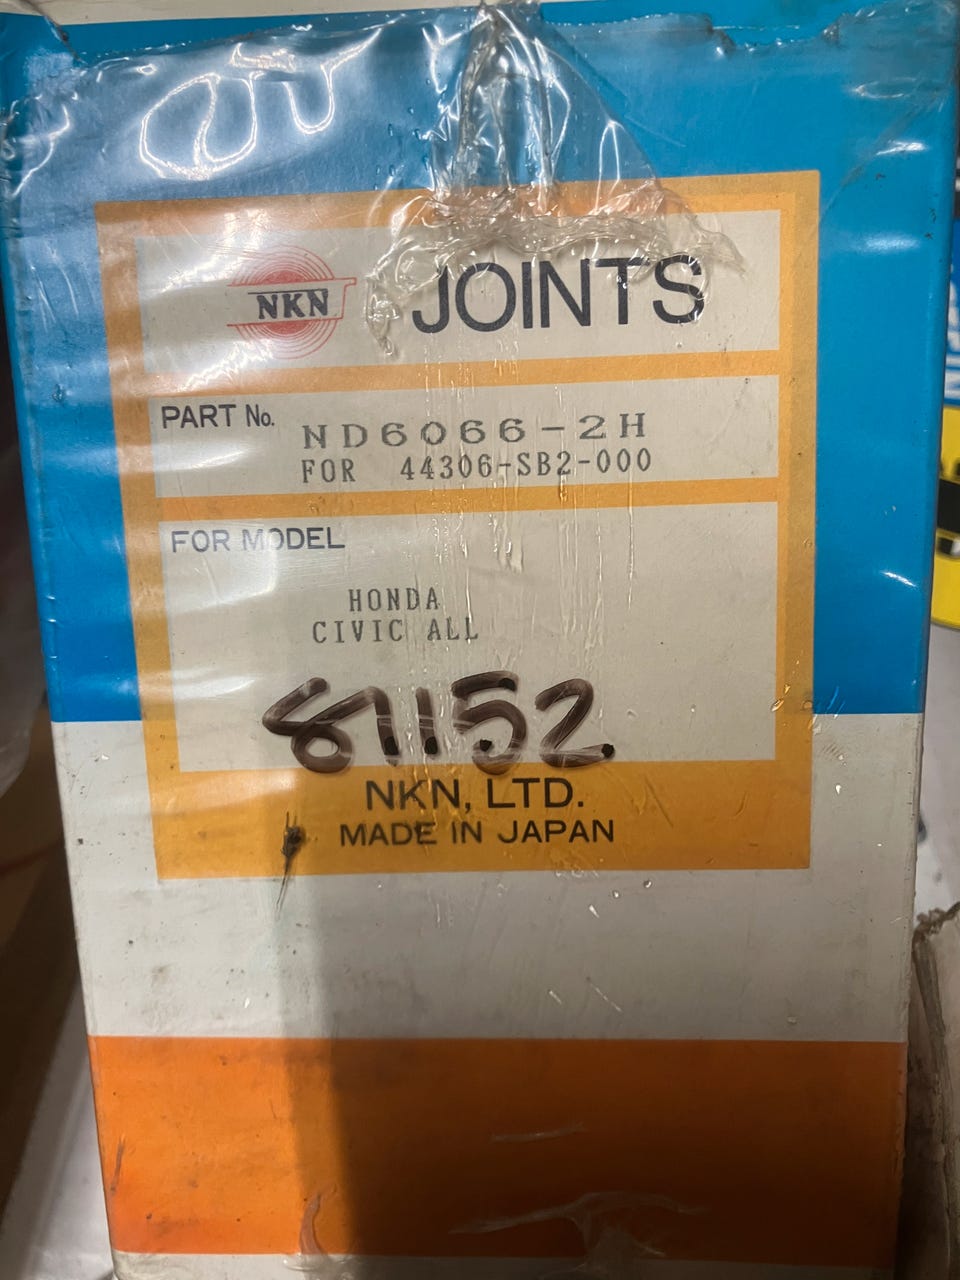 NKN JOINTS
PART No. ND6066-2H
FOR 44306-SB2-000
FOR MODEL
HONDA
CIVIC ALL
81152
NKN, LTD.
MADE IN JAPAN